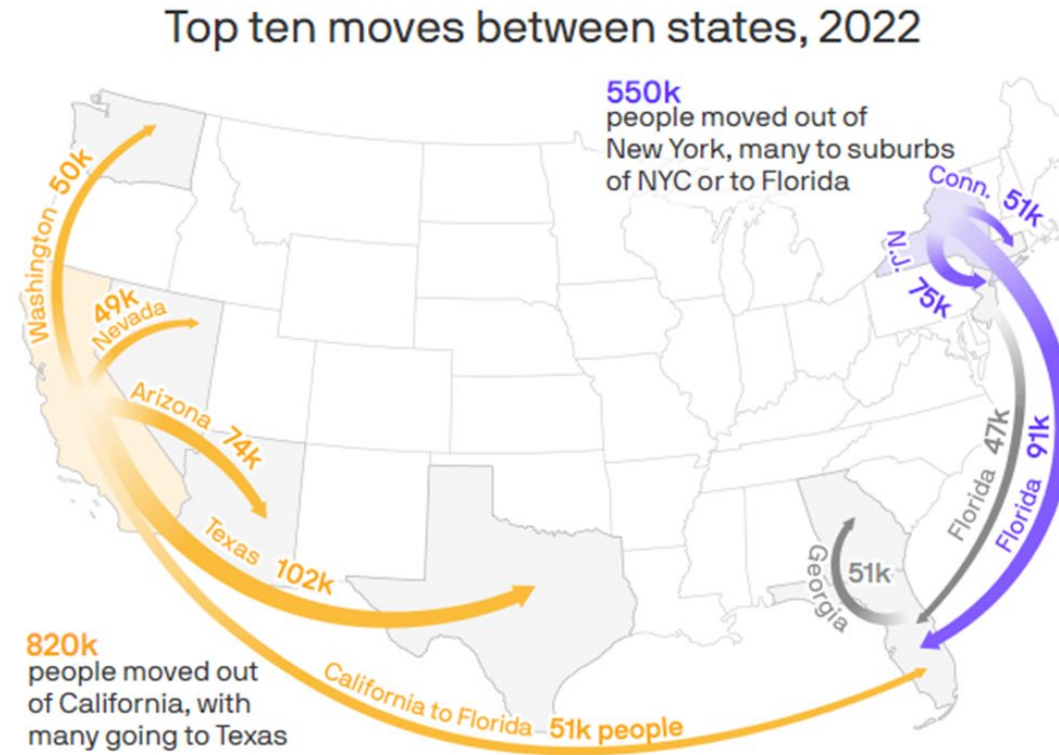 Top ten moves between states, 2022
550k
people moved out of
New York, many to suburbs
of NYC or to Florida
Conn. 51k
N.J. 75k
Washington 50k
49k
Nevada
Arizona 74k
Texas 102k
Florida 47k
Florida 91k
Georgia
51k
820k
people moved out
of California, with
many going to Texas
California to Florida 51k people